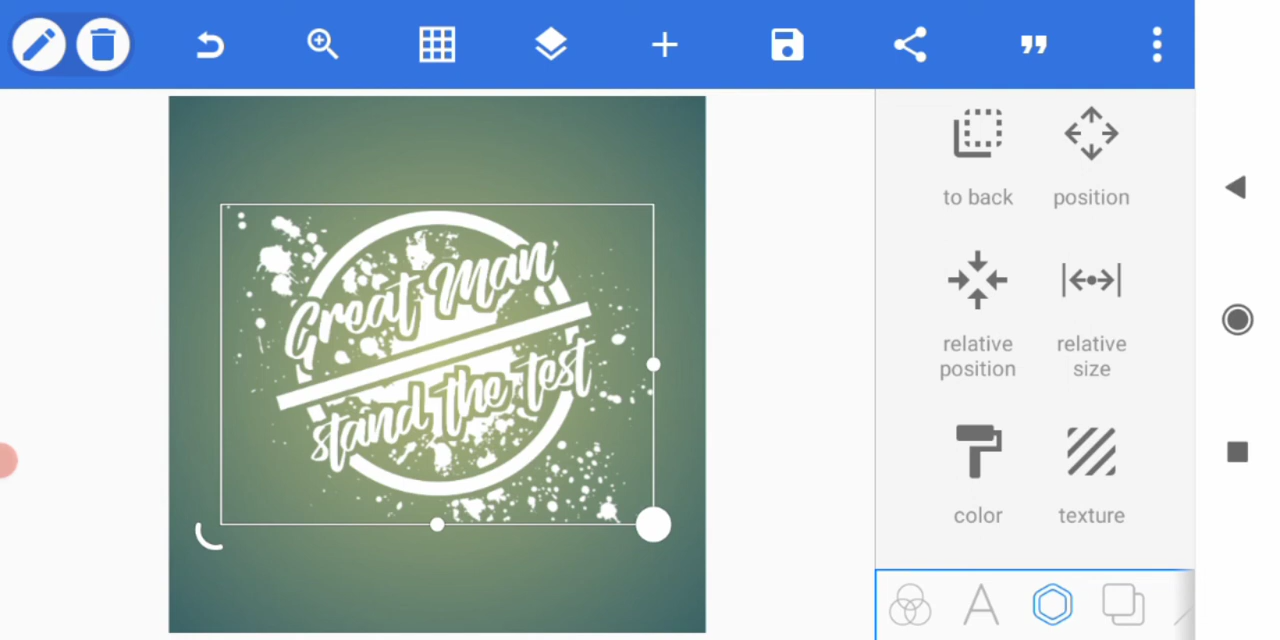 to back
position
relative
position
relative
size
color
texture
Great Man
stand the test